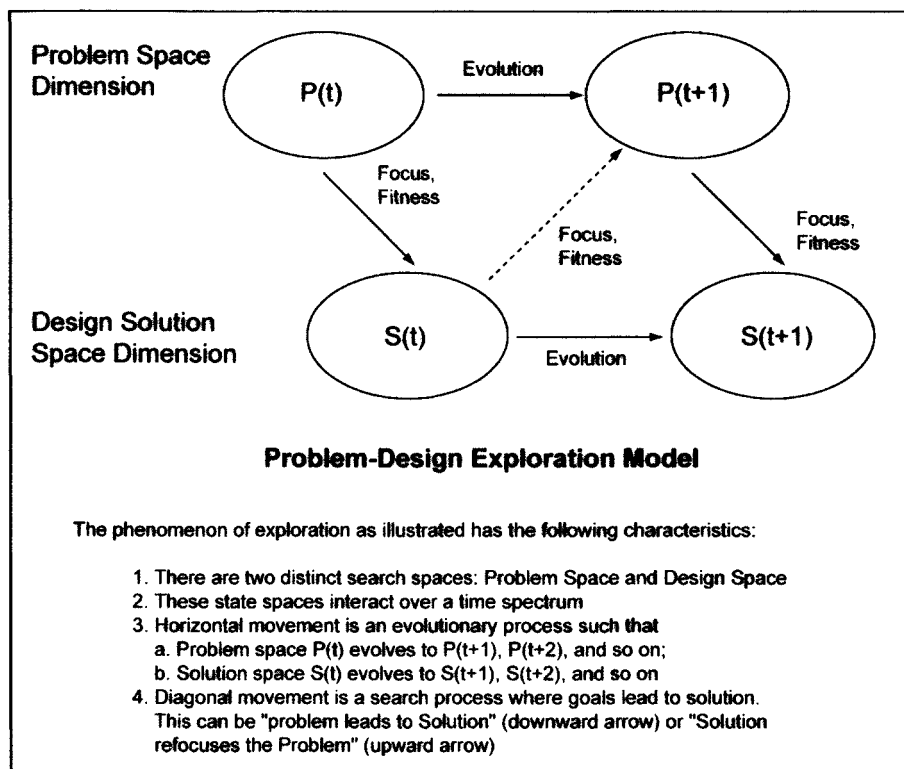 Problem Space
Dimension
P(t)
Evolution
P(t+1)
Focus,
Fitness
Focus,
Fitness
Focus,
Fitness
Design Solution
Space Dimension
S(t)
Evolution
S(t+1)
Problem-Design Exploration Model
The phenomenon of exploration as illustrated has the following characteristics:
1. There are two distinct search spaces: Problem Space and Design Space
2. These state spaces interact over a time spectrum
3. Horizontal movement is an evolutionary process such that
a. Problem space P(t) evolves to P(t+1), P(t+2), and so on;
b. Solution space S(t) evolves to S(t+1), S(t+2), and so on
4. Diagonal movement is a search process where goals lead to solution.
This can be "problem leads to Solution" (downward arrow) or "Solution
refocuses the Problem" (upward arrow)